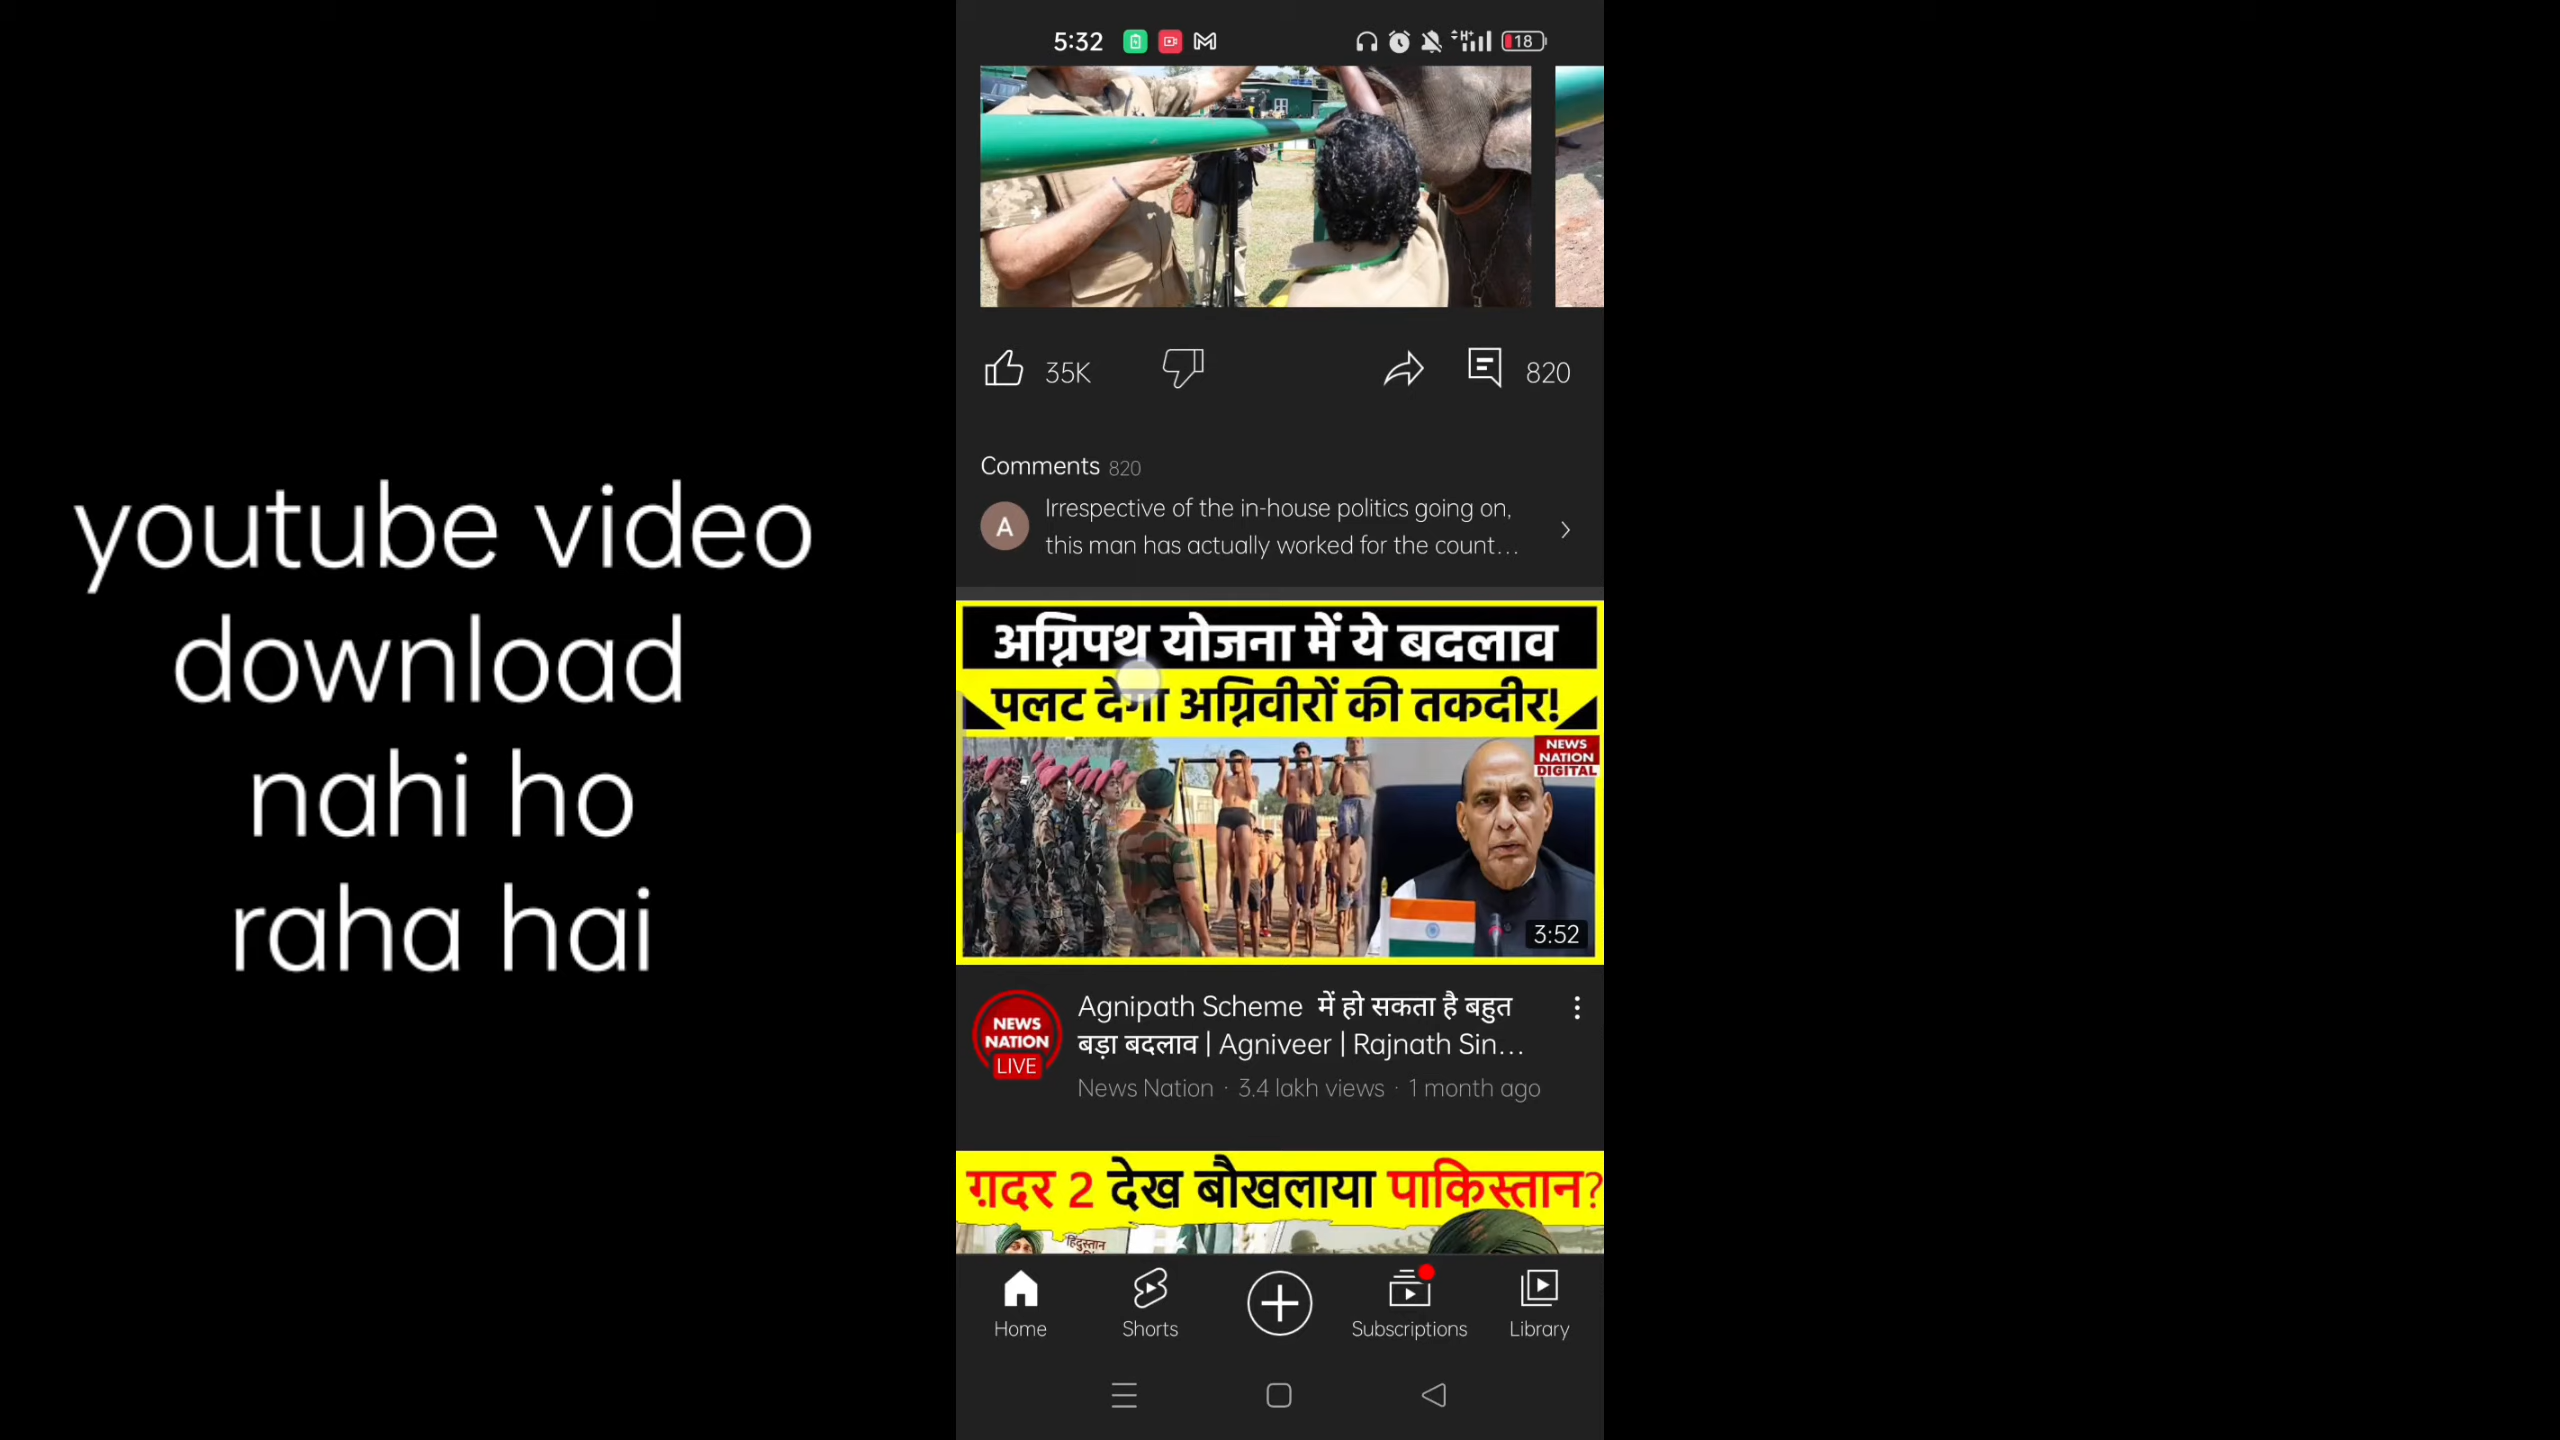 youtube video
download
nahi ho
raha hai
5:32
18
35K
820
Comments 820
A
Irrespective of the in-house politics going on,
this man has actually worked for the count...
अग्निपथ योजना में ये बदलाव
पलट देगा अग्निवीरों की तकदीर!
NEWS
NATION
DIGITAL
3:52
NEWS
NATION
LIVE
Agnipath Scheme में हो सकता है बहुत
बड़ा बदलाव | Agniveer | Rajnath Sin...
News Nation · 3.4 lakh views · 1 month ago
ग़दर 2 देख बौखलाया पाकिस्तान?
हिंदुस्तान
Home
Shorts
Subscriptions
Library